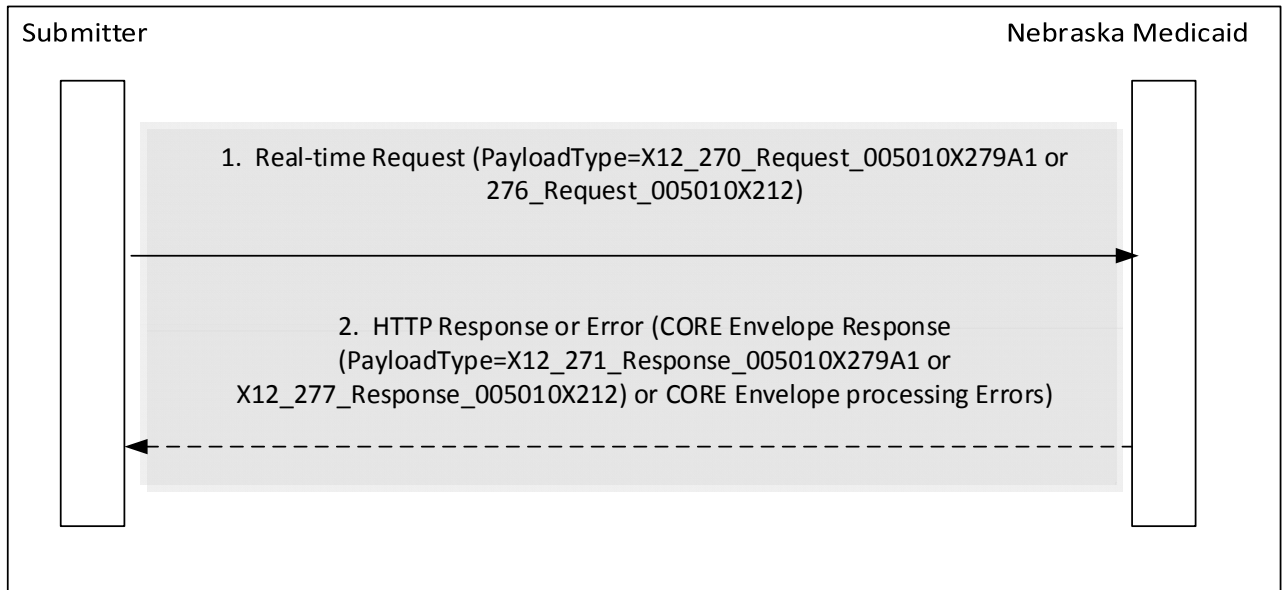 Submitter
Nebraska Medicaid
1. Real-time Request (PayloadType=X12_270_Request_005010X279A1 or
276_Request_005010X212)
2. HTTP Response or Error (CORE Envelope Response
(PayloadType=X12_271_Response_005010X279A1 or
X12_277_Response_005010X212) or CORE Envelope processing Errors)